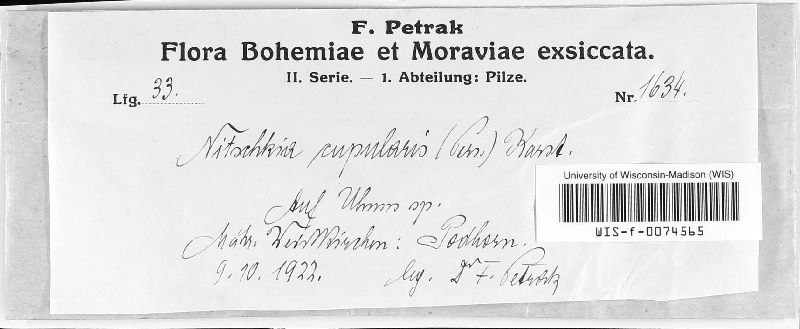 F. Petrak
Flora Bohemiae et Moraviae exsiccata.
II. Serie. — 1. Abteilung: Pilze.
Lfg. 33.
Nr. 1634.
Nitschkia cupularis (Pers.) Karst.
Auf Ulmus sp.
Mähr. Weisskirchen: Podhorn.
9. 10. 1922. leg. Dr F. Petrak
University of Wisconsin-Madison (WIS)
WIS-f-0074565